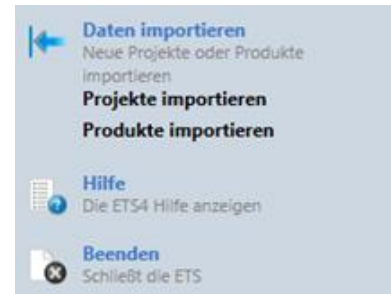 Daten importieren
Neue Projekte oder Produkte
importieren
Projekte importieren
Produkte importieren
Hilfe
Die ETS4 Hilfe anzeigen
Beenden
Schließt die ETS